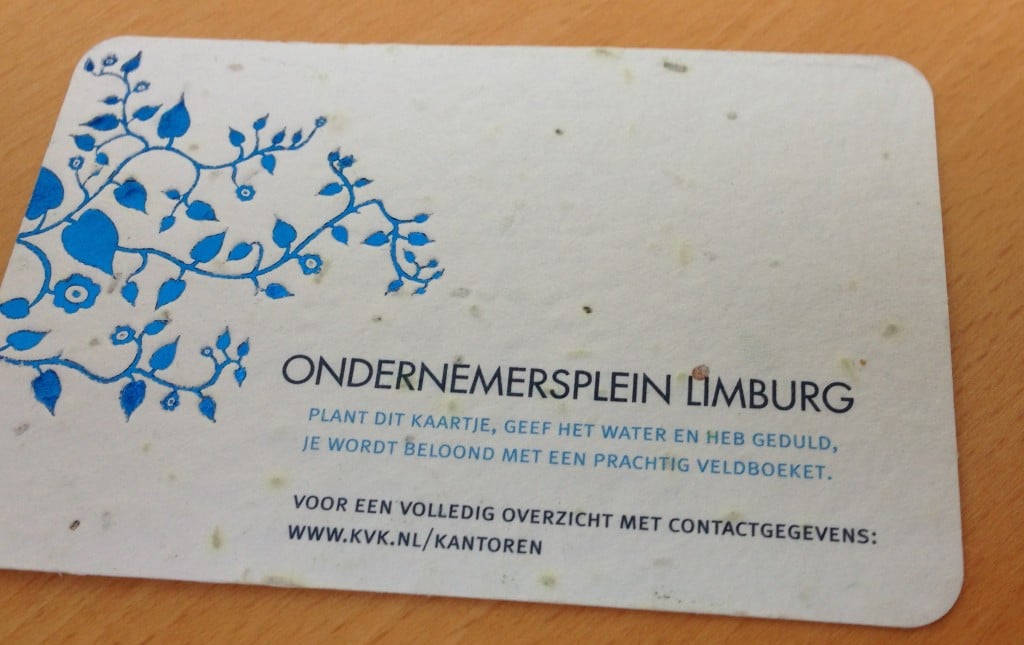 ONDERNEMERSPLEIN LIMBURG
PLANT DIT KAARTJE, GEEF HET WATER EN HEB GEDULD,
JE WORDT BELOOND MET EEN PRACHTIG VELDBOEKET.
VOOR EEN VOLLEDIG OVERZICHT MET CONTACTGEGEVENS:
WWW.KVK.NL/KANTOREN